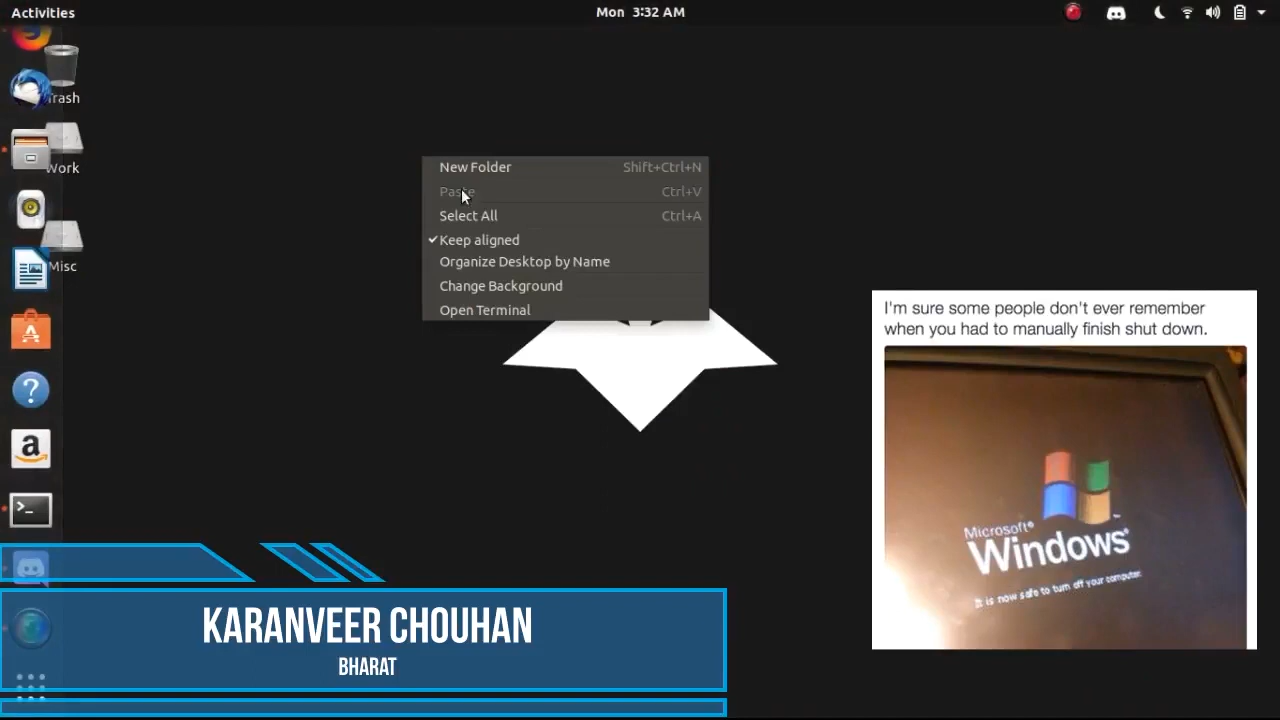 Activities
Mon 3:32 AM
Trash
Work
Misc
New Folder Shift+Ctrl+N
Paste Ctrl+V
Select All Ctrl+A
Keep aligned
Organize Desktop by Name
Change Background
Open Terminal
I'm sure some people don't ever remember
when you had to manually finish shut down.
Microsoft®
Windows®
It is now safe to turn off your computer.
KARANVEER CHOUHAN
BHARAT